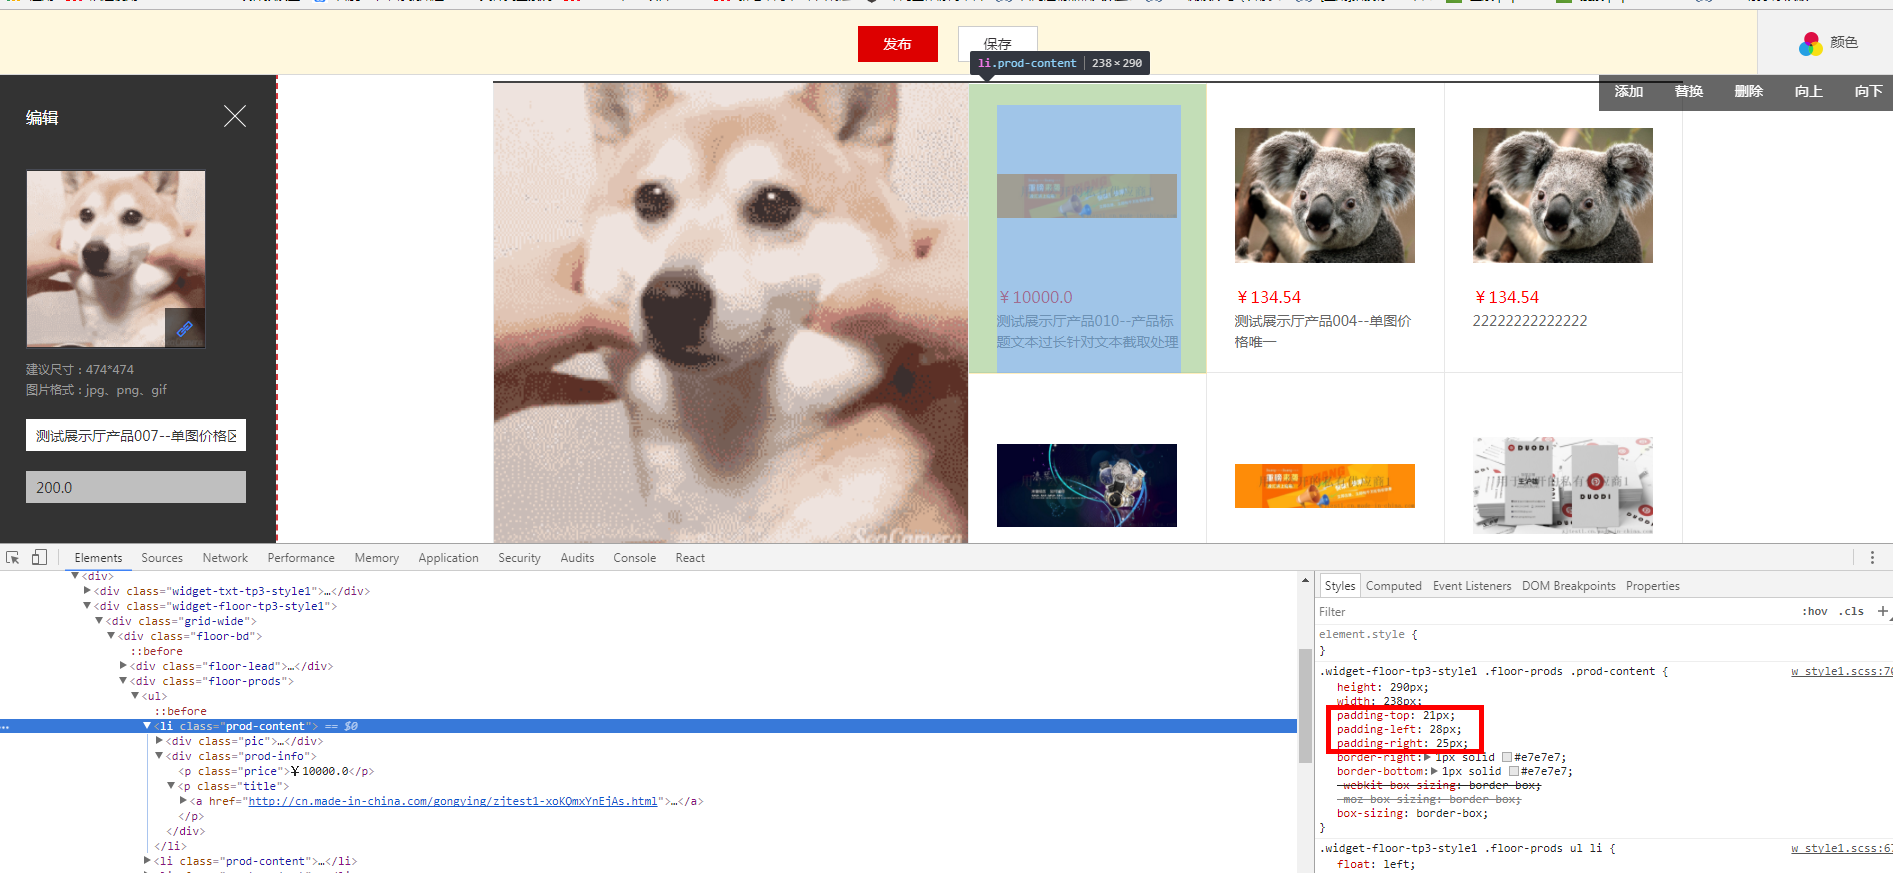 发布
保存
颜色
li.prod-content | 238×290
添加 替换 删除 向上 向下
编辑
建议尺寸：474*474
图片格式：jpg、png、gif
测试展示厅产品007--单图价格区
200.0
SeaCamera
￥10000.0
测试展示厅产品010--产品标
题文本过长针对文本截取处理
￥134.54
测试展示厅产品004--单图价
格唯一
￥134.54
22222222222222
DUODI
DUODI
Elements Sources Network Performance Memory Application Security Audits Console React
<div>
<div class="widget-txt-tp3-style1">…</div>
<div class="widget-floor-tp3-style1">
<div class="grid-wide">
<div class="floor-bd">
::before
<div class="floor-lead">…</div>
<div class="floor-prods">
<ul>
::before
<li class="prod-content"> == $0
<div class="pic">…</div>
<div class="prod-info">
<p class="price">￥10000.0</p>
<p class="title">
<a href="http://cn.made-in-china.com/gongying/zjtest1-xoKQmxYnEjAs.html">…</a>
</p>
</div>
</li>
<li class="prod-content">…</li>
Styles Computed Event Listeners DOM Breakpoints Properties
Filter :hov .cls +
element.style {
}
.widget-floor-tp3-style1 .floor-prods .prod-content { w style1.scss:70
height: 290px;
width: 238px;
padding-top: 21px;
padding-left: 28px;
padding-right: 25px;
border-right: 1px solid #e7e7e7;
border-bottom: 1px solid #e7e7e7;
-webkit-box-sizing: border-box;
-moz-box-sizing: border-box;
box-sizing: border-box;
}
.widget-floor-tp3-style1 .floor-prods ul li { w style1.scss:67
float: left;